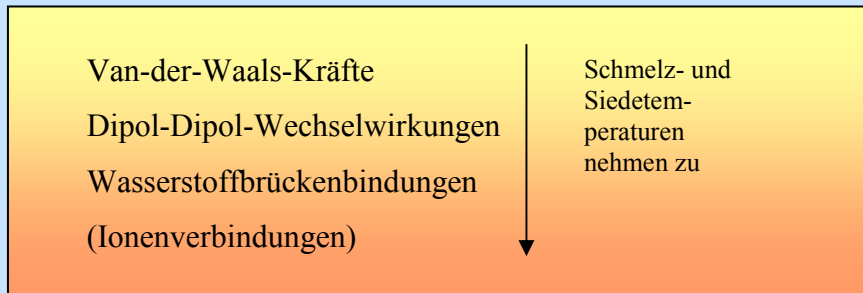 Van-der-Waals-Kräfte
Dipol-Dipol-Wechselwirkungen
Wasserstoffbrückenbindungen
(Ionenverbindungen)
Schmelz- und
Siedetem-
peraturen
nehmen zu